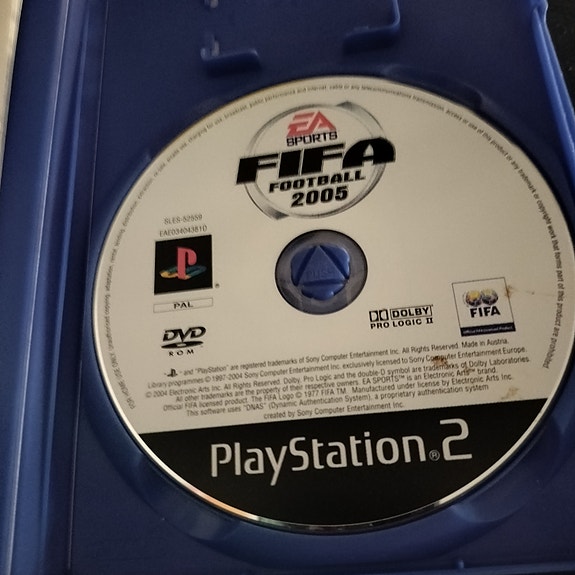 EA
SPORTS
FIFA
FOOTBALL
2005
SLES-52559
EAE03404381D
PAL
DVD
ROM
DOLBY
PRO LOGIC II
FIFA
PUSH
and "PlayStation" are registered trademarks of Sony Computer Entertainment Inc. All Rights Reserved. Made in Austria.
Library programmes © 1997-2004 Sony Computer Entertainment Inc. exclusively licensed to Sony Computer Entertainment Europe.
© 2004 Electronic Arts Inc. All Rights Reserved. Dolby, Pro Logic and the double-D symbol are trademarks of Dolby Laboratories.
All other trademarks are the property of their respective owners. EA SPORTS™ is an Electronic Arts™ brand.
Official FIFA licensed product. The FIFA Logo © 1977 FIFA TM. Manufactured under license by Electronic Arts Inc.
This software uses "DNAS" (Dynamic Authentication System), a proprietary authentication system
created by Sony Computer Entertainment Inc.
PlayStation®2